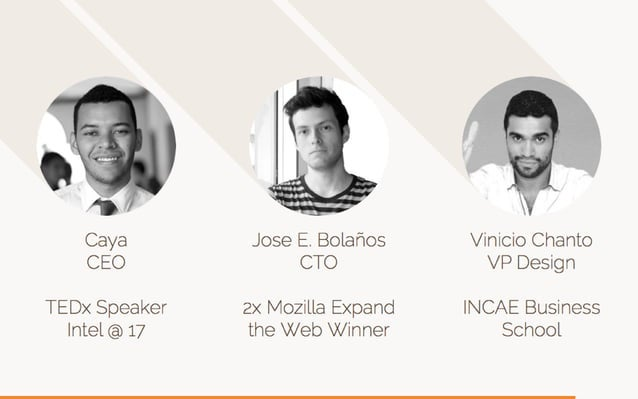 Caya
CEO
TEDx Speaker
Intel @ 17
Jose E. Bolaños
CTO
2x Mozilla Expand
the Web Winner
Vinicio Chanto
VP Design
INCAE Business
School